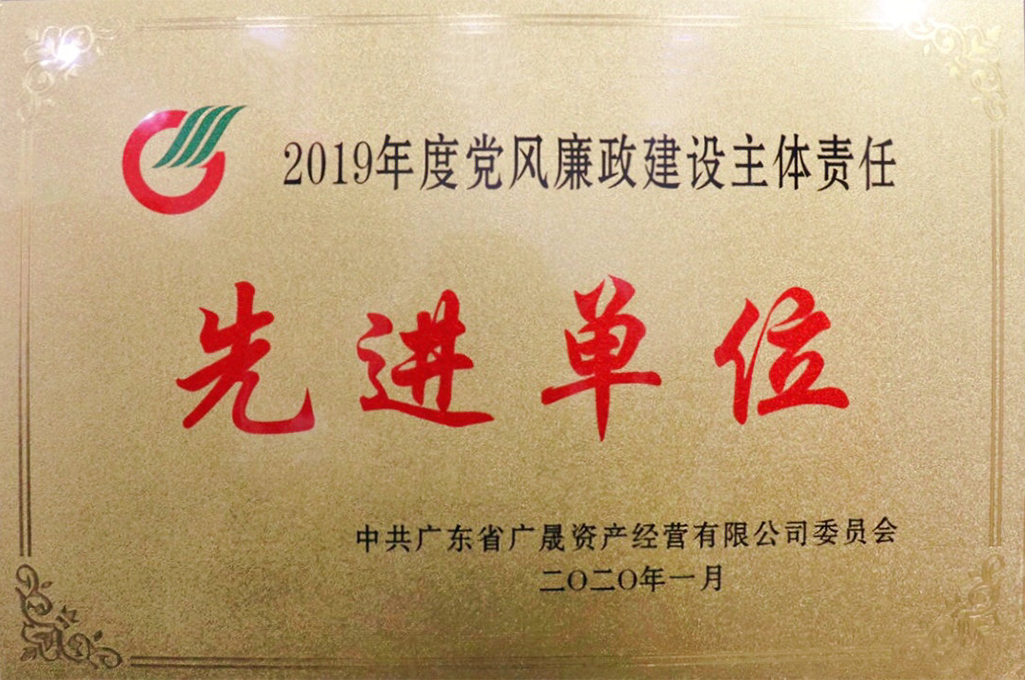 2019年度党风廉政建设主体责任
先进单位
中共广东省广晟资产经营有限公司委员会
二〇二〇年一月